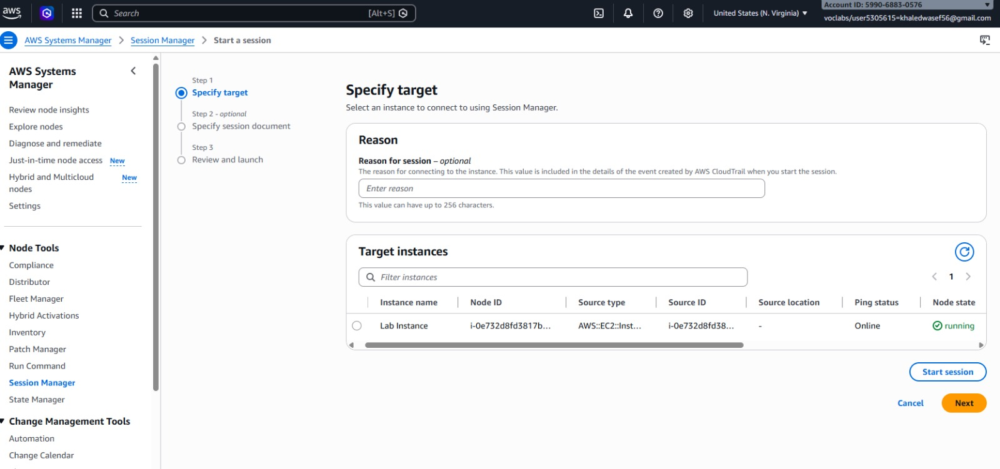 aws
Search
[Alt+S]
United States (N. Virginia)
Account ID: 5990-6883-0576
voclabs/user5305615=khaledwasef56@gmail.com
AWS Systems Manager
Session Manager
Start a session
AWS Systems
Manager
Review node insights
Explore nodes
Diagnose and remediate
Just-in-time node access New
Hybrid and Multicloud New
nodes
Settings
Node Tools
Compliance
Distributor
Fleet Manager
Hybrid Activations
Inventory
Patch Manager
Run Command
Session Manager
State Manager
Change Management Tools
Automation
Change Calendar
Step 1
Specify target
Step 2 - optional
Specify session document
Step 3
Review and launch
Specify target
Select an instance to connect to using Session Manager.
Reason
Reason for session – optional
The reason for connecting to the instance. This value is included in the details of the event created by AWS CloudTrail when you start the session.
Enter reason
This value can have up to 256 characters.
Target instances
Filter instances
1
Instance name Node ID Source type Source ID Source location Ping status Node state
Lab Instance i-0e732d8fd3817b... AWS::EC2::Inst... i-0e732d8fd38... - Online running
Start session
Cancel Next